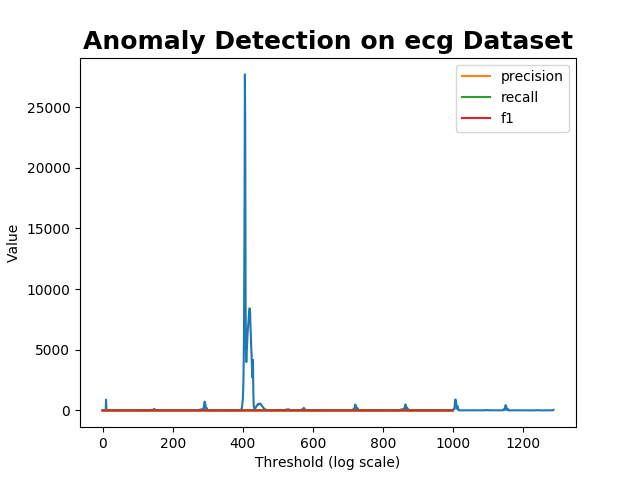 Anomaly Detection on ecg Dataset
precision
recall
f1
25000
20000
15000
10000
5000
0
Value
0 200 400 600 800 1000 1200
Threshold (log scale)